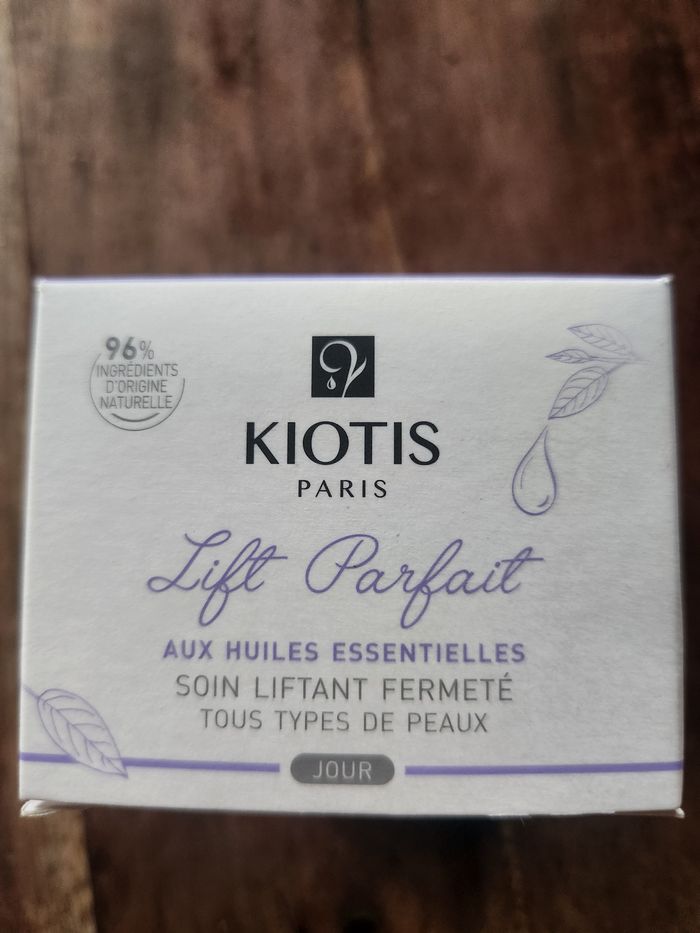 96%
INGRÉDIENTS
D'ORIGINE
NATURELLE
KIOTIS
PARIS
Lift Parfait
AUX HUILES ESSENTIELLES
SOIN LIFTANT FERMETÉ
TOUS TYPES DE PEAUX
JOUR